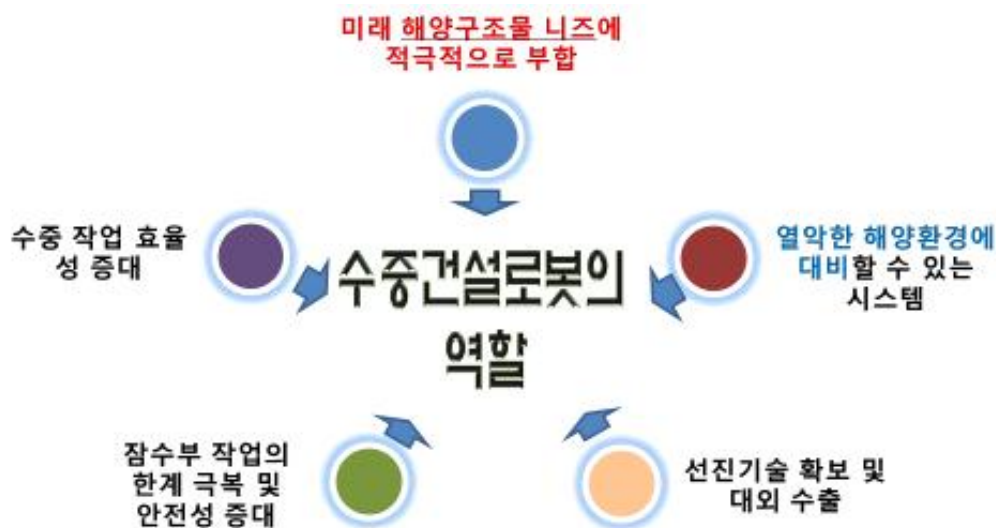 미래 해양구조물 니즈에
적극적으로 부합
수중 작업 효율
성 증대
수중건설로봇의
역할
열악한 해양환경에
대비할 수 있는
시스템
잠수부 작업의
한계 극복 및
안전성 증대
선진기술 확보 및
대외 수출